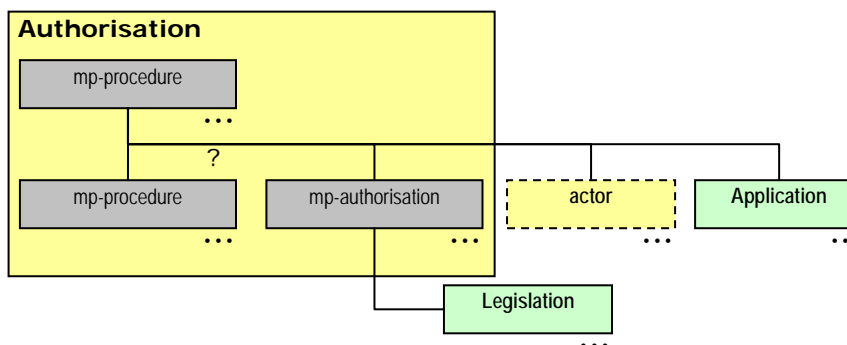 Authorisation
mp-procedure
...
?
mp-procedure
mp-authorisation
actor
Application
...
...
...
...
Legislation
...